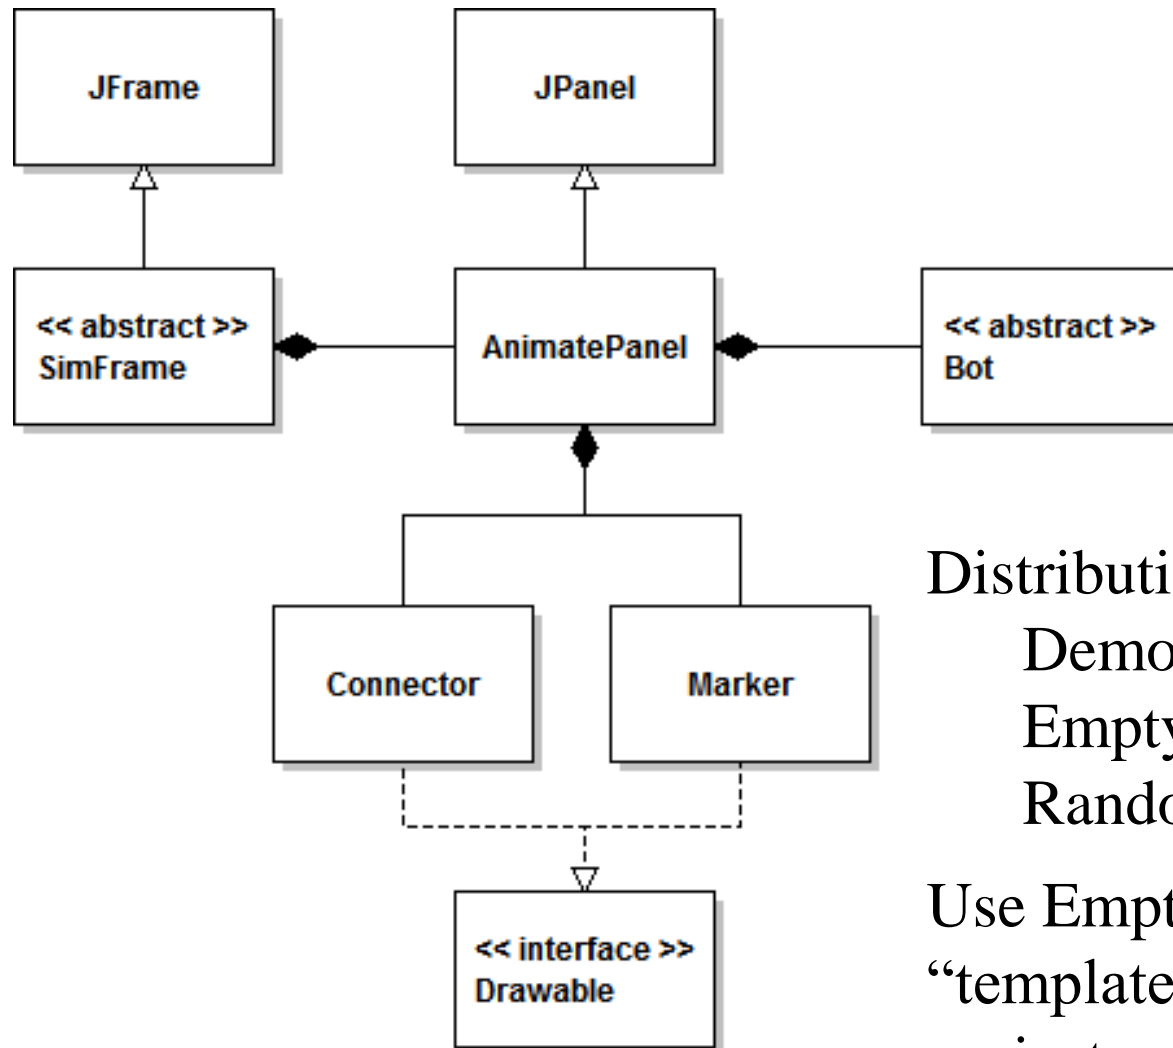 JFrame
JPanel
<< abstract >>
SimFrame
AnimatePanel
<< abstract >>
Bot
Connector
Marker
<< interface >>
Drawable
Distributi
Demo
Empty
Rando
Use Empt
“template